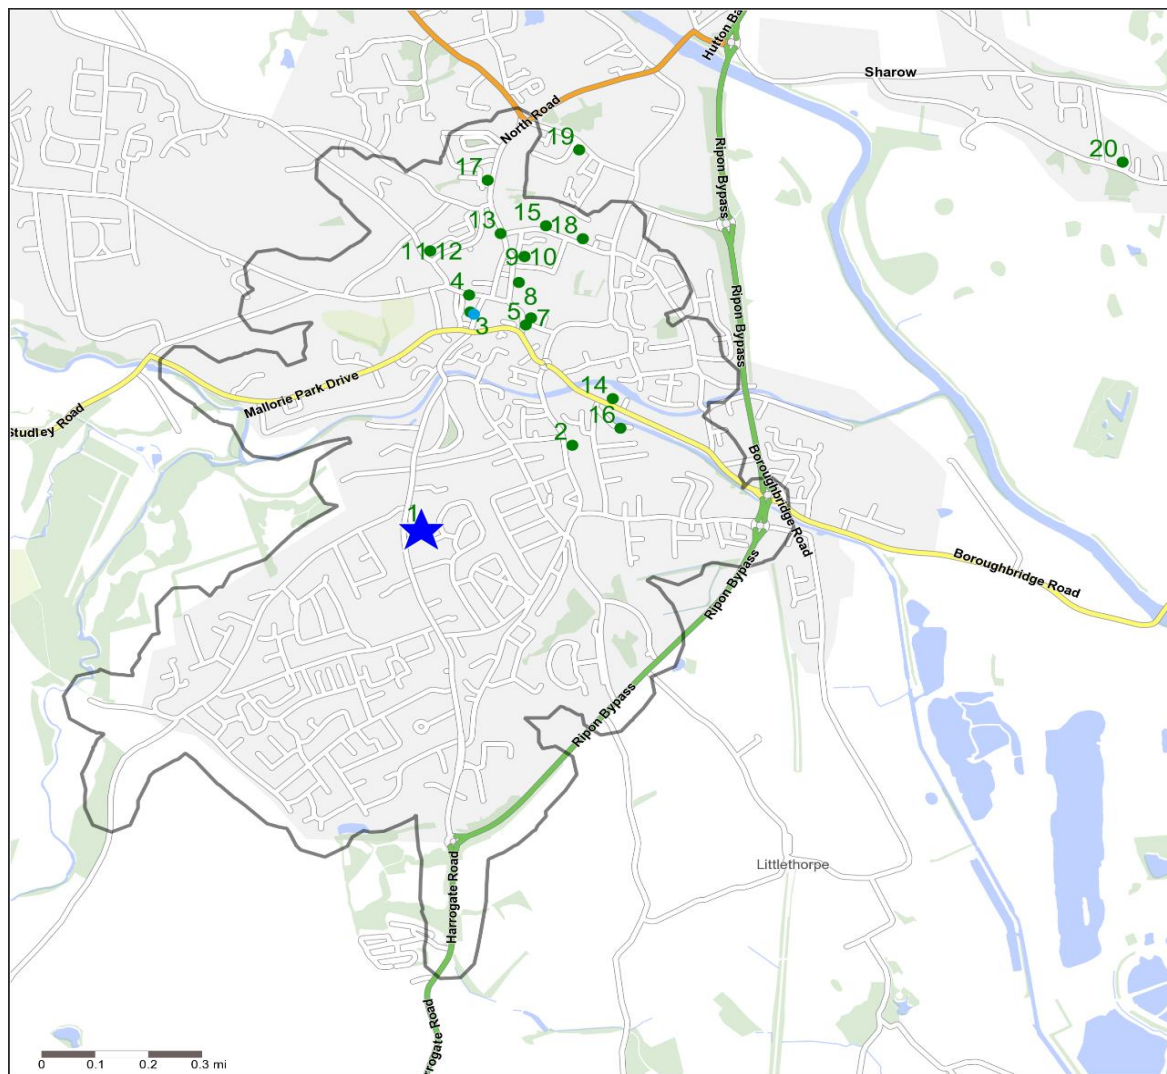 Hutton Ba
Sharow
North Road
19
20
Ripon Bypass
17
15
18
13
11
12
9
10
4
8
5
7
3
Ripon Bypass
Mallorie Park Drive
Studley Road
14
16
2
Boroughbridge Road
1
Boroughbridge Road
Ripon Bypass
Ripon Bypass
Littlethorpe
Harrogate Road
rrogate Road
0 0.1 0.2 0.3 mi